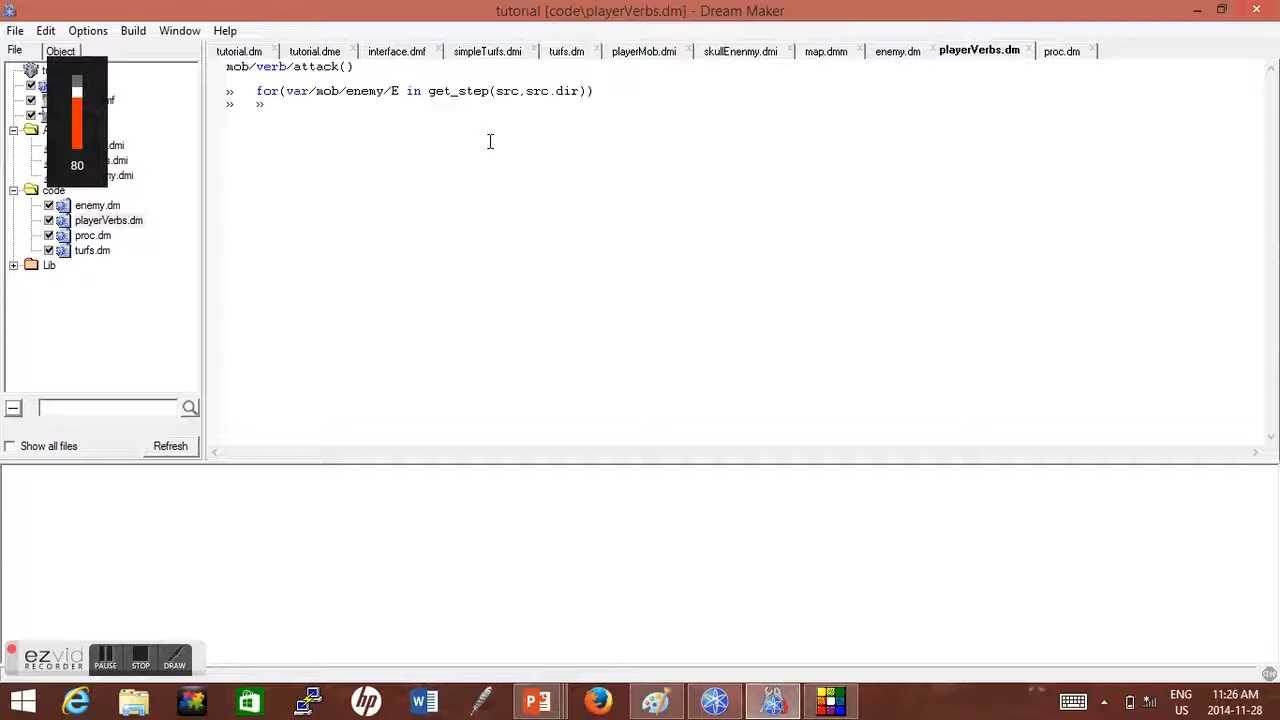 tutorial [code\playerVerbs.dm] - Dream Maker
File Edit Options Build Window Help
File Object
tutorial.dm tutorial.dme interface.dmf simpleTurfs.dmi turfs.dm playerMob.dmi skullEnenmy.dmi map.dmm enemy.dm playerVerbs.dm proc.dm
mob/verb/attack()
» for(var/mob/enemy/E in get_step(src,src.dir))
» »
80
code
enemy.dm
playerVerbs.dm
proc.dm
turfs.dm
Lib
Show all files Refresh
ezvid
RECORDER
PAUSE STOP DRAW
ENG
US
11:26 AM
2014-11-28